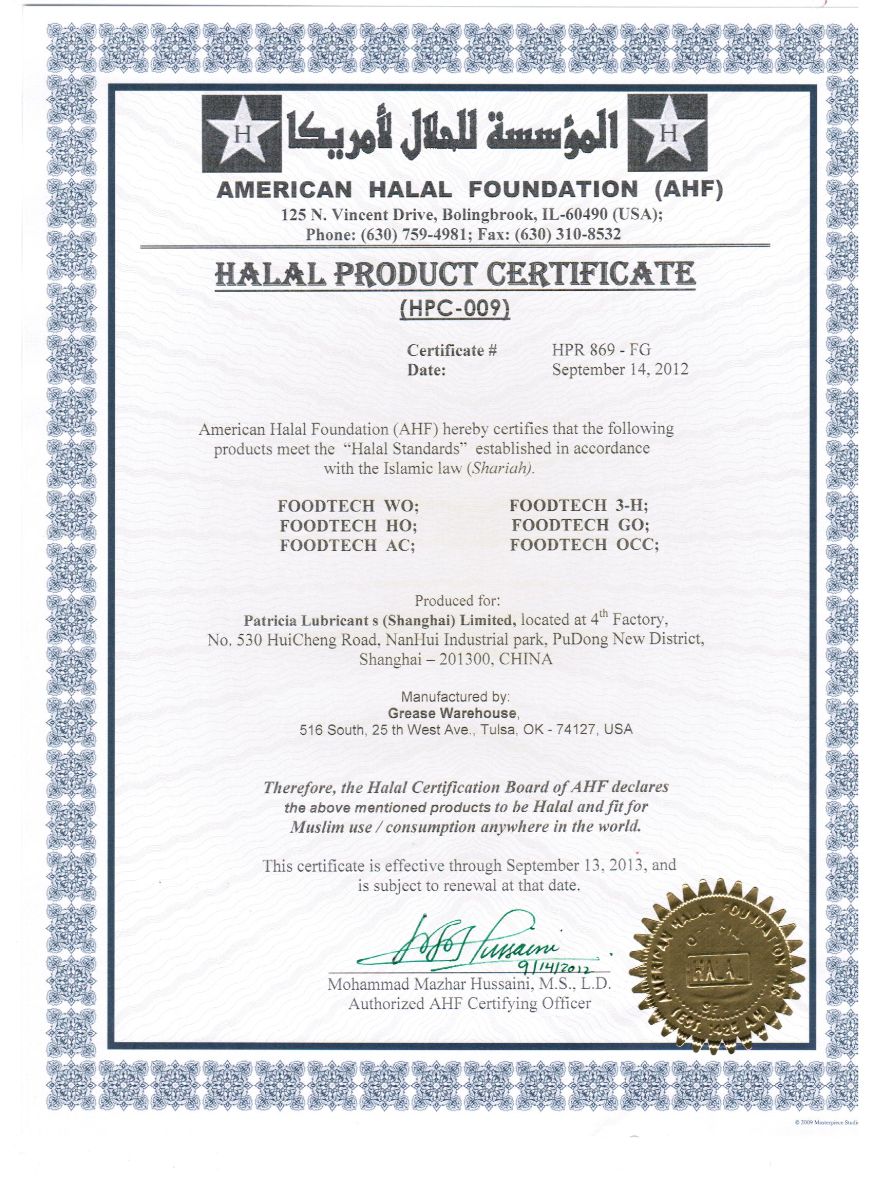 H المؤسسة للحلال لأمريكا H
AMERICAN HALAL FOUNDATION (AHF)
125 N. Vincent Drive, Bolingbrook, IL-60490 (USA);
Phone: (630) 759-4981; Fax: (630) 310-8532
HALAL PRODUCT CERTIFICATE
(HPC-009)
Certificate # HPR 869 - FG
Date: September 14, 2012
American Halal Foundation (AHF) hereby certifies that the following
products meet the “Halal Standards” established in accordance
with the Islamic law (Shariah).
FOODTECH WO; FOODTECH 3-H;
FOODTECH HO; FOODTECH GO;
FOODTECH AC; FOODTECH OCC;
Produced for:
Patricia Lubricant s (Shanghai) Limited, located at 4th Factory,
No. 530 HuiCheng Road, NanHui Industrial park, PuDong New District,
Shanghai – 201300, CHINA
Manufactured by:
Grease Warehouse,
516 South, 25 th West Ave., Tulsa, OK - 74127, USA
Therefore, the Halal Certification Board of AHF declares
the above mentioned products to be Halal and fit for
Muslim use / consumption anywhere in the world.
This certificate is effective through September 13, 2013, and
is subject to renewal at that date.
Hussaini
9/14/2012
Mohammad Mazhar Hussaini, M.S., L.D.
Authorized AHF Certifying Officer
AMERICAN HALAL FOUNDATION
HALAL
© 2009 Masterpiece Studi